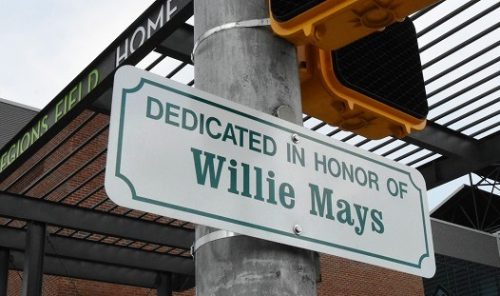 EGIONS FIELD HOME
DEDICATED IN HONOR OF
Willie Mays